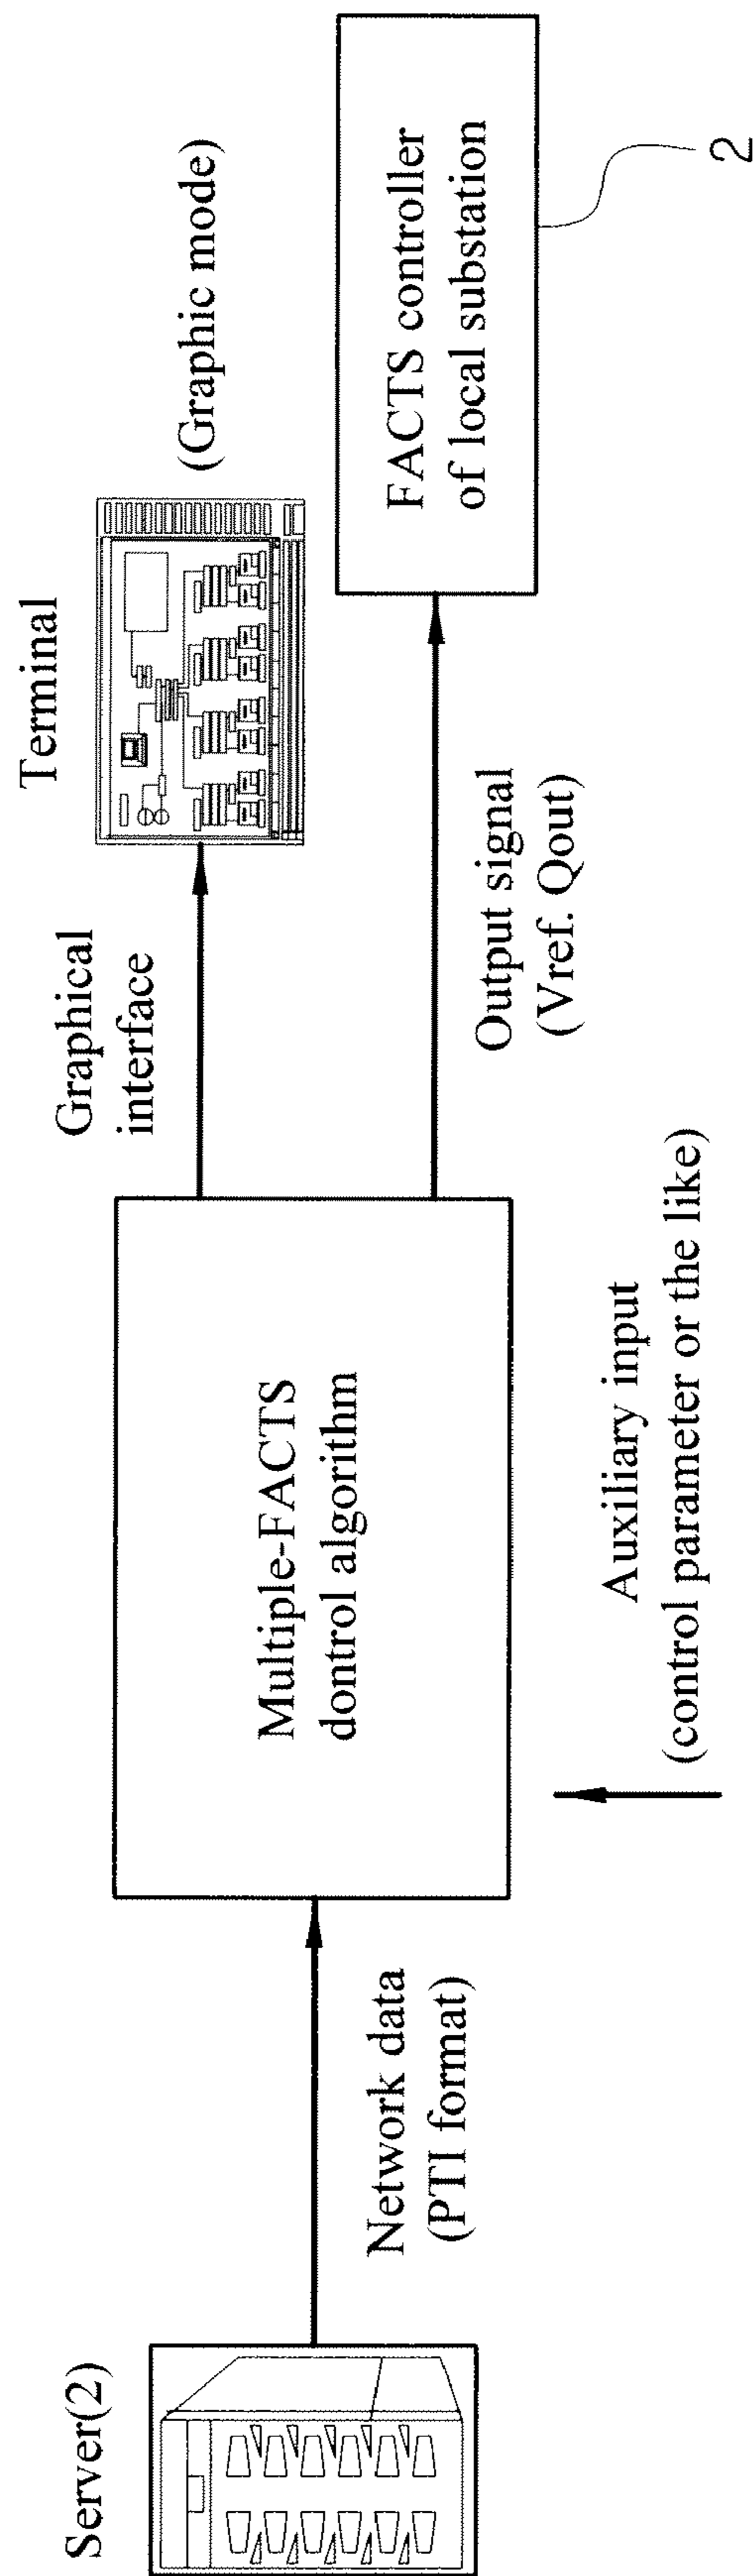 Server(2)
Network data
(PTI format)
Multiple-FACTS
dontrol algorithm
Auxiliary input
(control parameter or the like)
Graphical
interface
Output signal
(Vref. Qout)
Terminal
(Graphic mode)
FACTS controller
of local substation
2